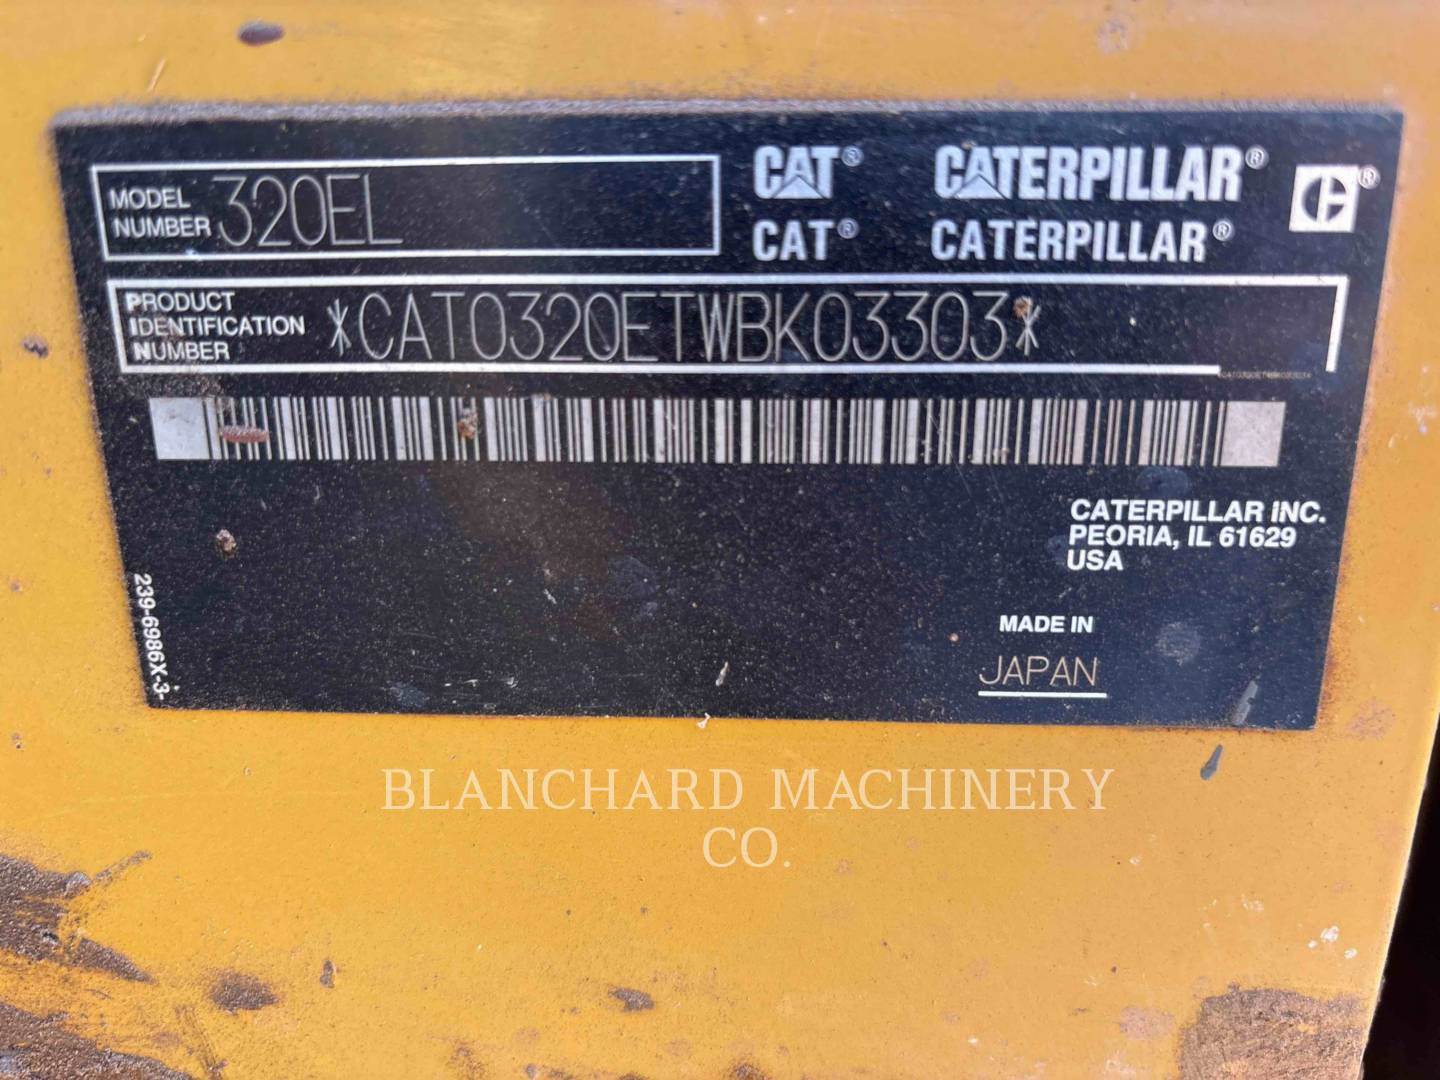 MODEL
NUMBER 320EL
CAT® CATERPILLAR®
CAT® CATERPILLAR®
PRODUCT
IDENTIFICATION
NUMBER *CAT0320ETWBK03303*
CATERPILLAR INC.
PEORIA, IL 61629
USA
MADE IN
JAPAN
239-6986X-3-
BLANCHARD MACHINERY
CO.